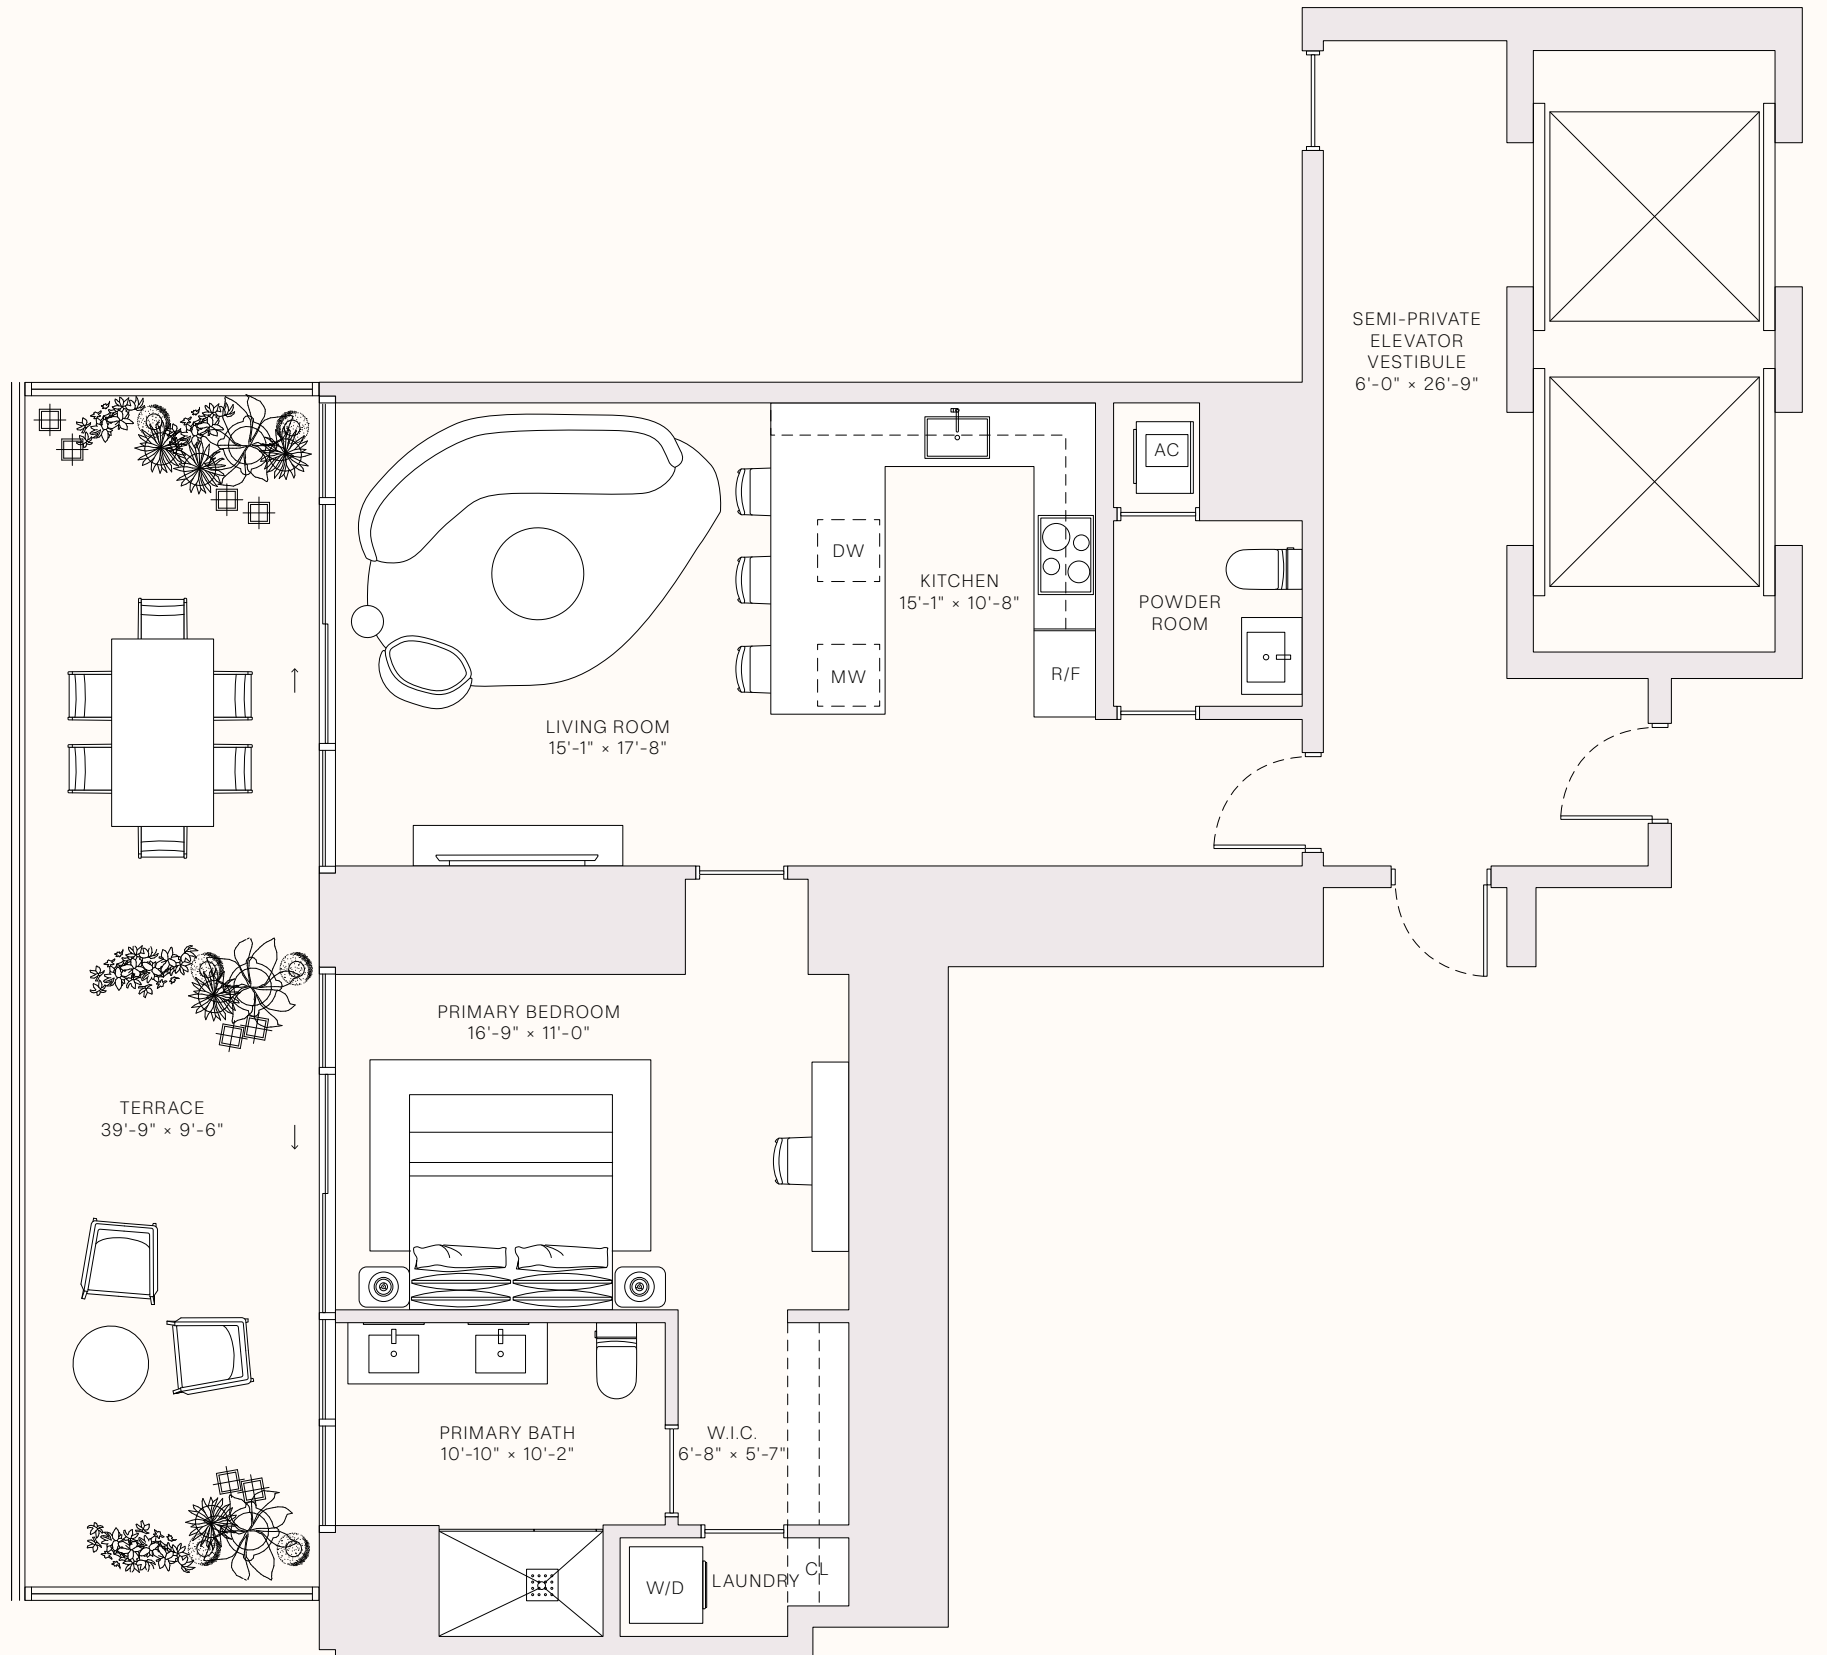 SEMI-PRIVATE
ELEVATOR
VESTIBULE
6'-0" × 26'-9"
AC
DW
KITCHEN
15'-1" × 10'-8"
POWDER
ROOM
MW
R/F
LIVING ROOM
15'-1" × 17'-8"
PRIMARY BEDROOM
16'-9" × 11'-0"
TERRACE
39'-9" × 9'-6"
PRIMARY BATH
10'-10" × 10'-2"
W.I.C.
6'-8" × 5'-7"
W/D
LAUNDRY
CL